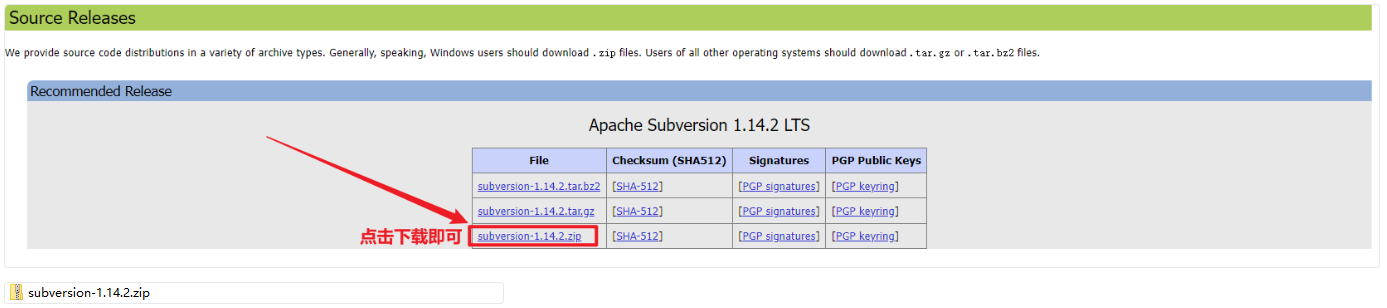 Source Releases
We provide source code distributions in a variety of archive types. Generally, speaking, Windows users should download .zip files. Users of all other operating systems should download .tar.gz or .tar.bz2 files.
Recommended Release
Apache Subversion 1.14.2 LTS
File Checksum (SHA512) Signatures PGP Public Keys
subversion-1.14.2.tar.bz2 [SHA-512] [PGP signatures] [PGP keyring]
subversion-1.14.2.tar.gz [SHA-512] [PGP signatures] [PGP keyring]
点击下载即可 subversion-1.14.2.zip [SHA-512] [PGP signatures] [PGP keyring]
subversion-1.14.2.zip